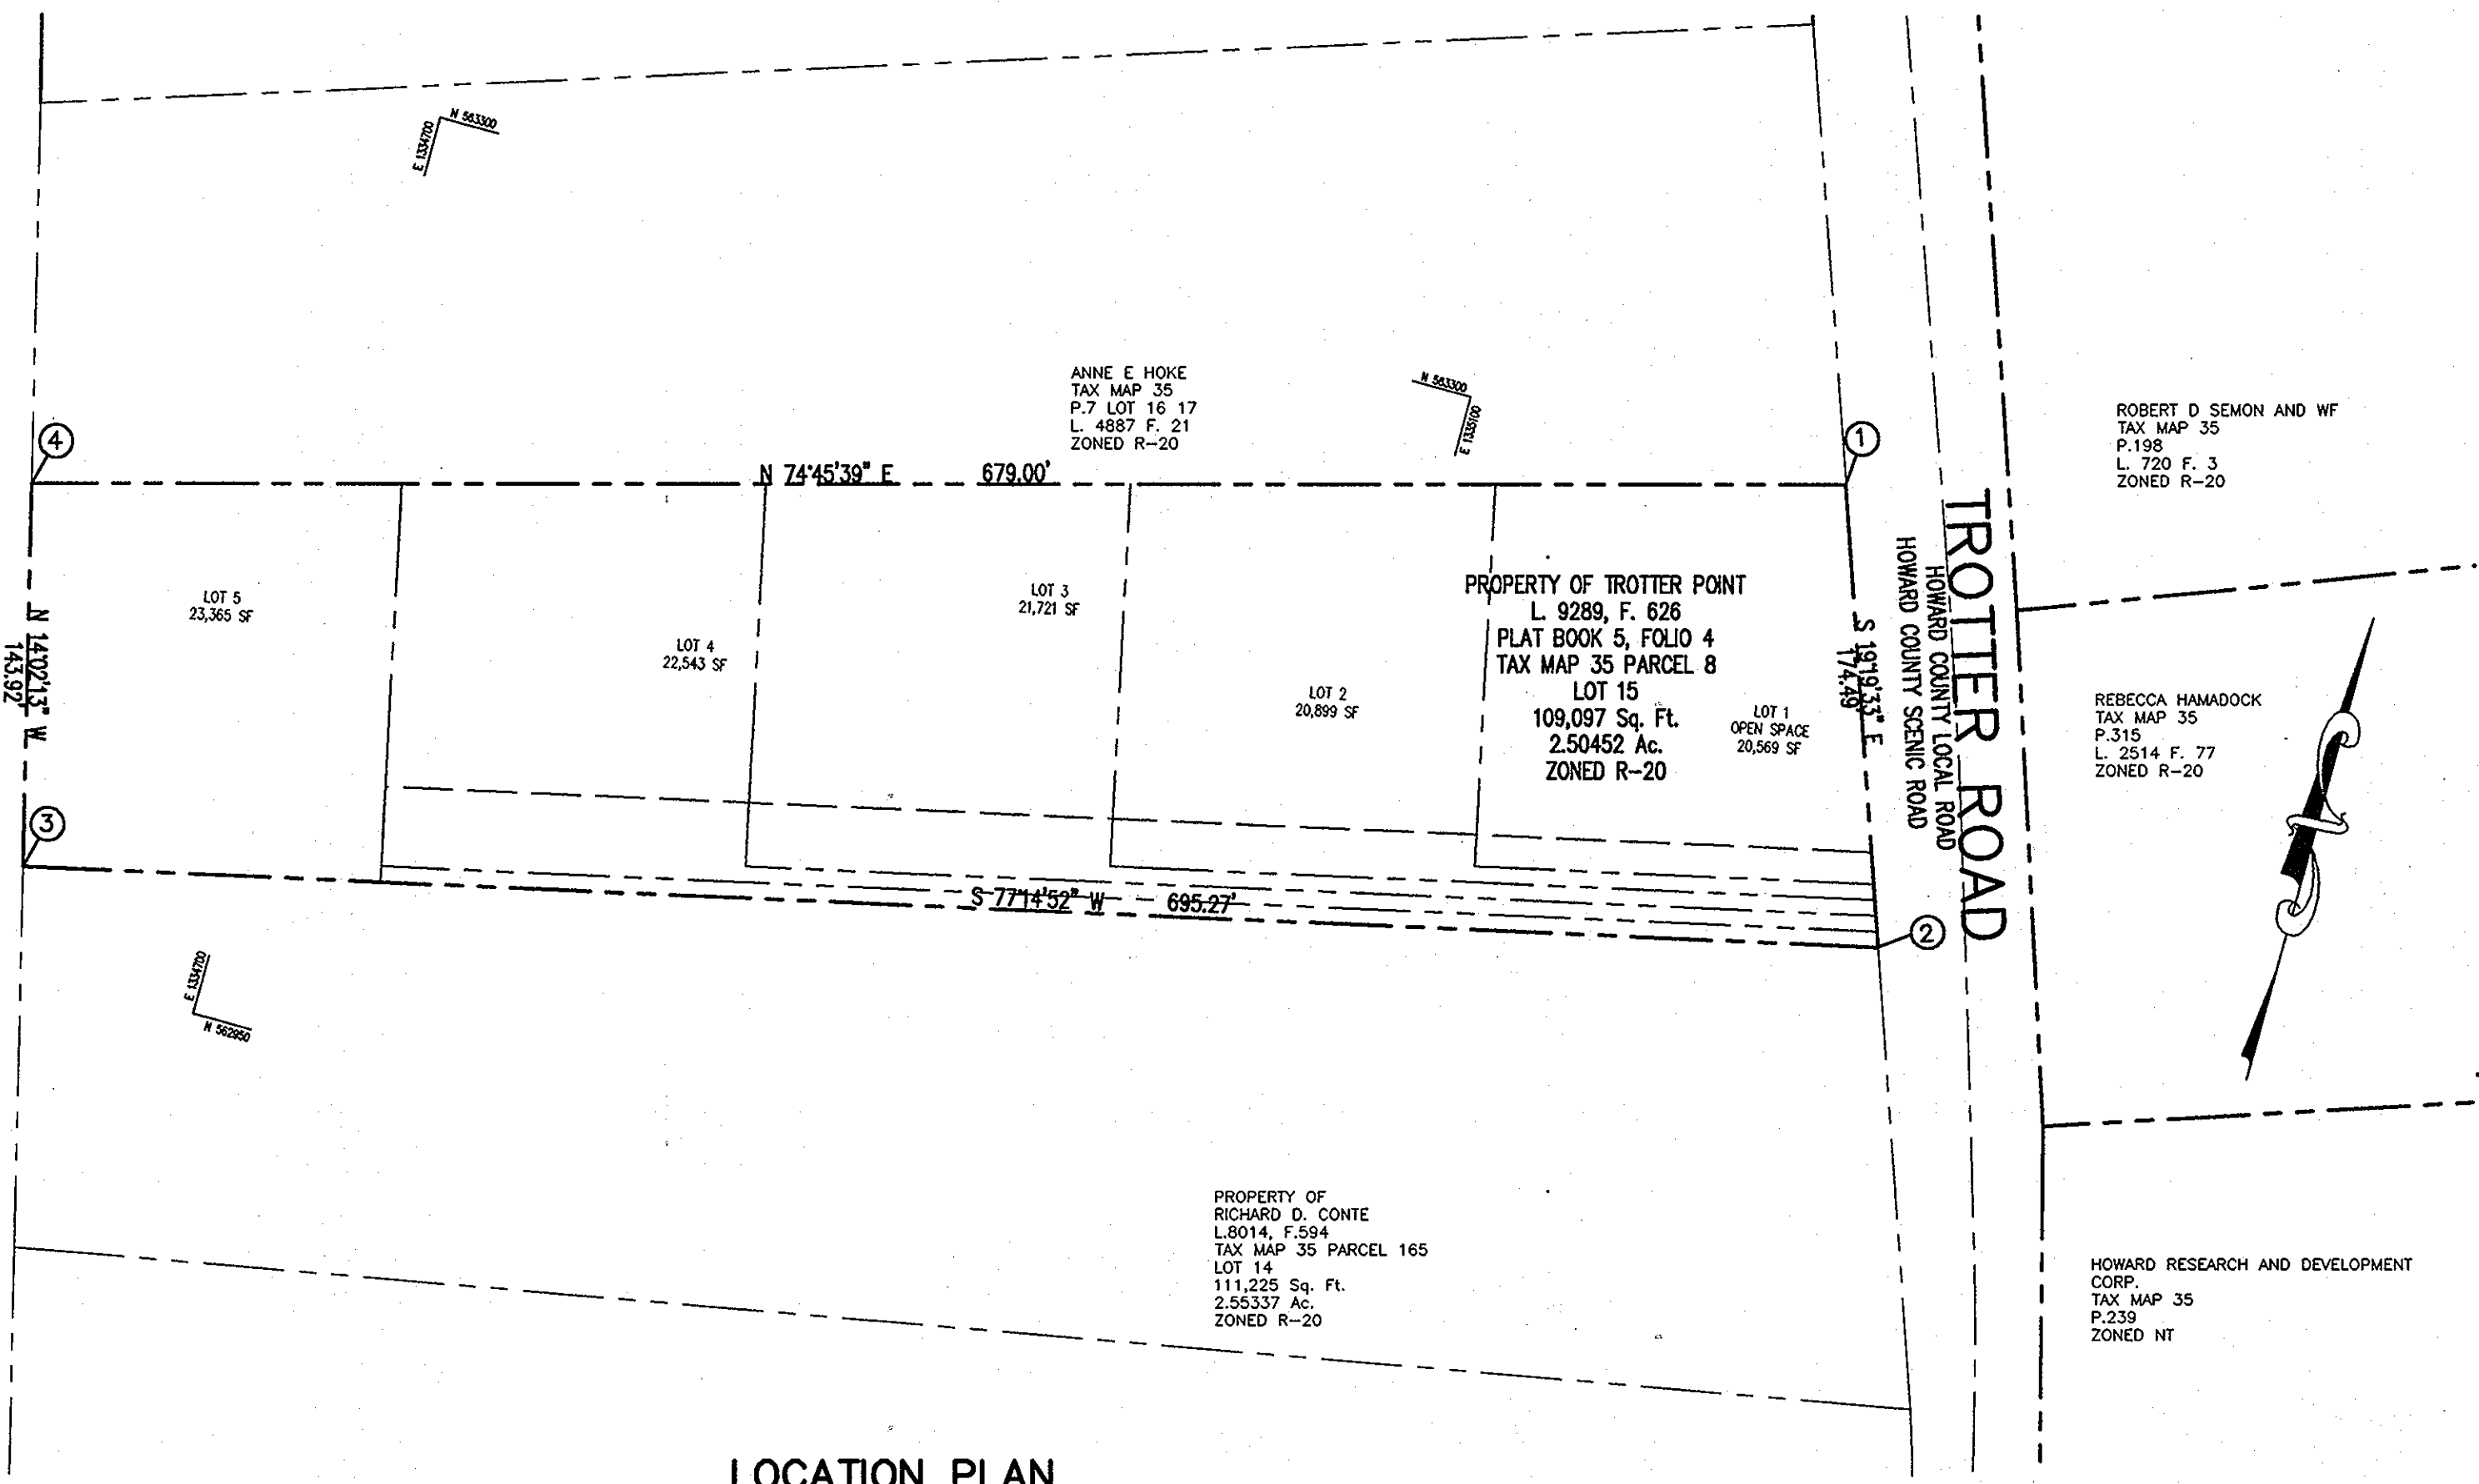 N 563300
E 1334700
ANNE E HOKE
TAX MAP 35
P.7 LOT 16 17
L. 4887 F. 21
ZONED R-20
N 563300
E 1335100
ROBERT D SEMON AND WF
TAX MAP 35
P.198
L. 720 F. 3
ZONED R-20
4
1
N 74°45'39" E 679.00'
TROTTER ROAD
HOWARD COUNTY LOCAL ROAD
HOWARD COUNTY SCENIC ROAD
S 19°19'33" E
174.49'
LOT 5
23,365 SF
LOT 4
22,543 SF
LOT 3
21,721 SF
LOT 2
20,899 SF
PROPERTY OF TROTTER POINT
L. 9289, F. 626
PLAT BOOK 5, FOLIO 4
TAX MAP 35 PARCEL 8
LOT 15
109,097 Sq. Ft.
2.50452 Ac.
ZONED R-20
LOT 1
OPEN SPACE
20,569 SF
REBECCA HAMADOCK
TAX MAP 35
P.315
L. 2514 F. 77
ZONED R-20
N 14°02'13" W
143.92'
3
S 77°14'52" W 695.27'
2
E 1334700
N 562950
PROPERTY OF
RICHARD D. CONTE
L.8014, F.594
TAX MAP 35 PARCEL 165
LOT 14
111,225 Sq. Ft.
2.55337 Ac.
ZONED R-20
HOWARD RESEARCH AND DEVELOPMENT
CORP.
TAX MAP 35
P.239
ZONED NT
LOCATION PLAN